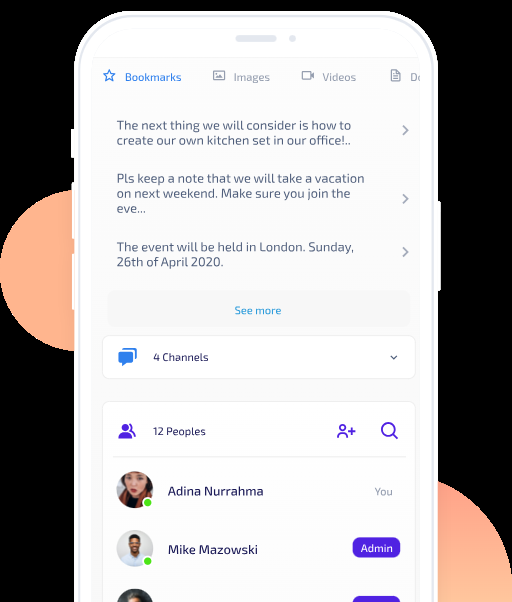 Bookmarks Images Videos Do
The next thing we will consider is how to
create our own kitchen set in our office!..
Pls keep a note that we will take a vacation
on next weekend. Make sure you join the
eve...
The event will be held in London. Sunday,
26th of April 2020.
See more
4 Channels
12 Peoples
Adina Nurrahma You
Mike Mazowski Admin